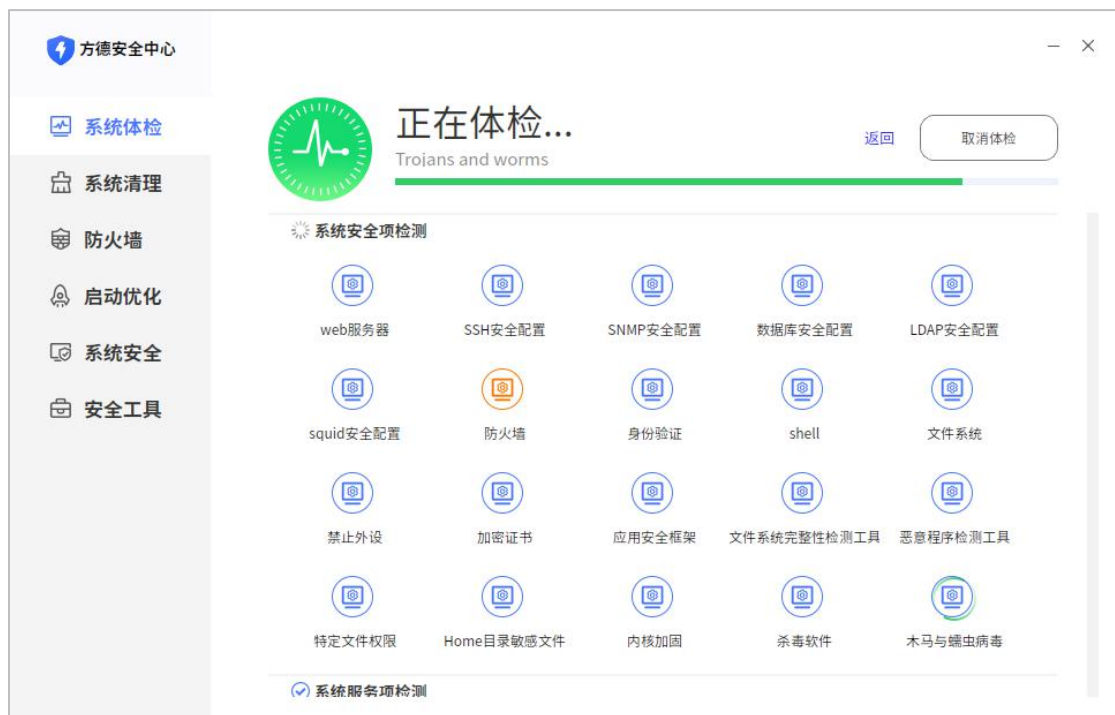 方德安全中心
系统体检
系统清理
防火墙
启动优化
系统安全
安全工具
正在体检...
Trojans and worms
返回
取消体检
系统安全项检测
web服务器
SSH安全配置
SNMP安全配置
数据库安全配置
LDAP安全配置
squid安全配置
防火墙
身份验证
shell
文件系统
禁止外设
加密证书
应用安全框架
文件系统完整性检测工具
恶意程序检测工具
特定文件权限
Home目录敏感文件
内核加固
杀毒软件
木马与蠕虫病毒
系统服务项检测